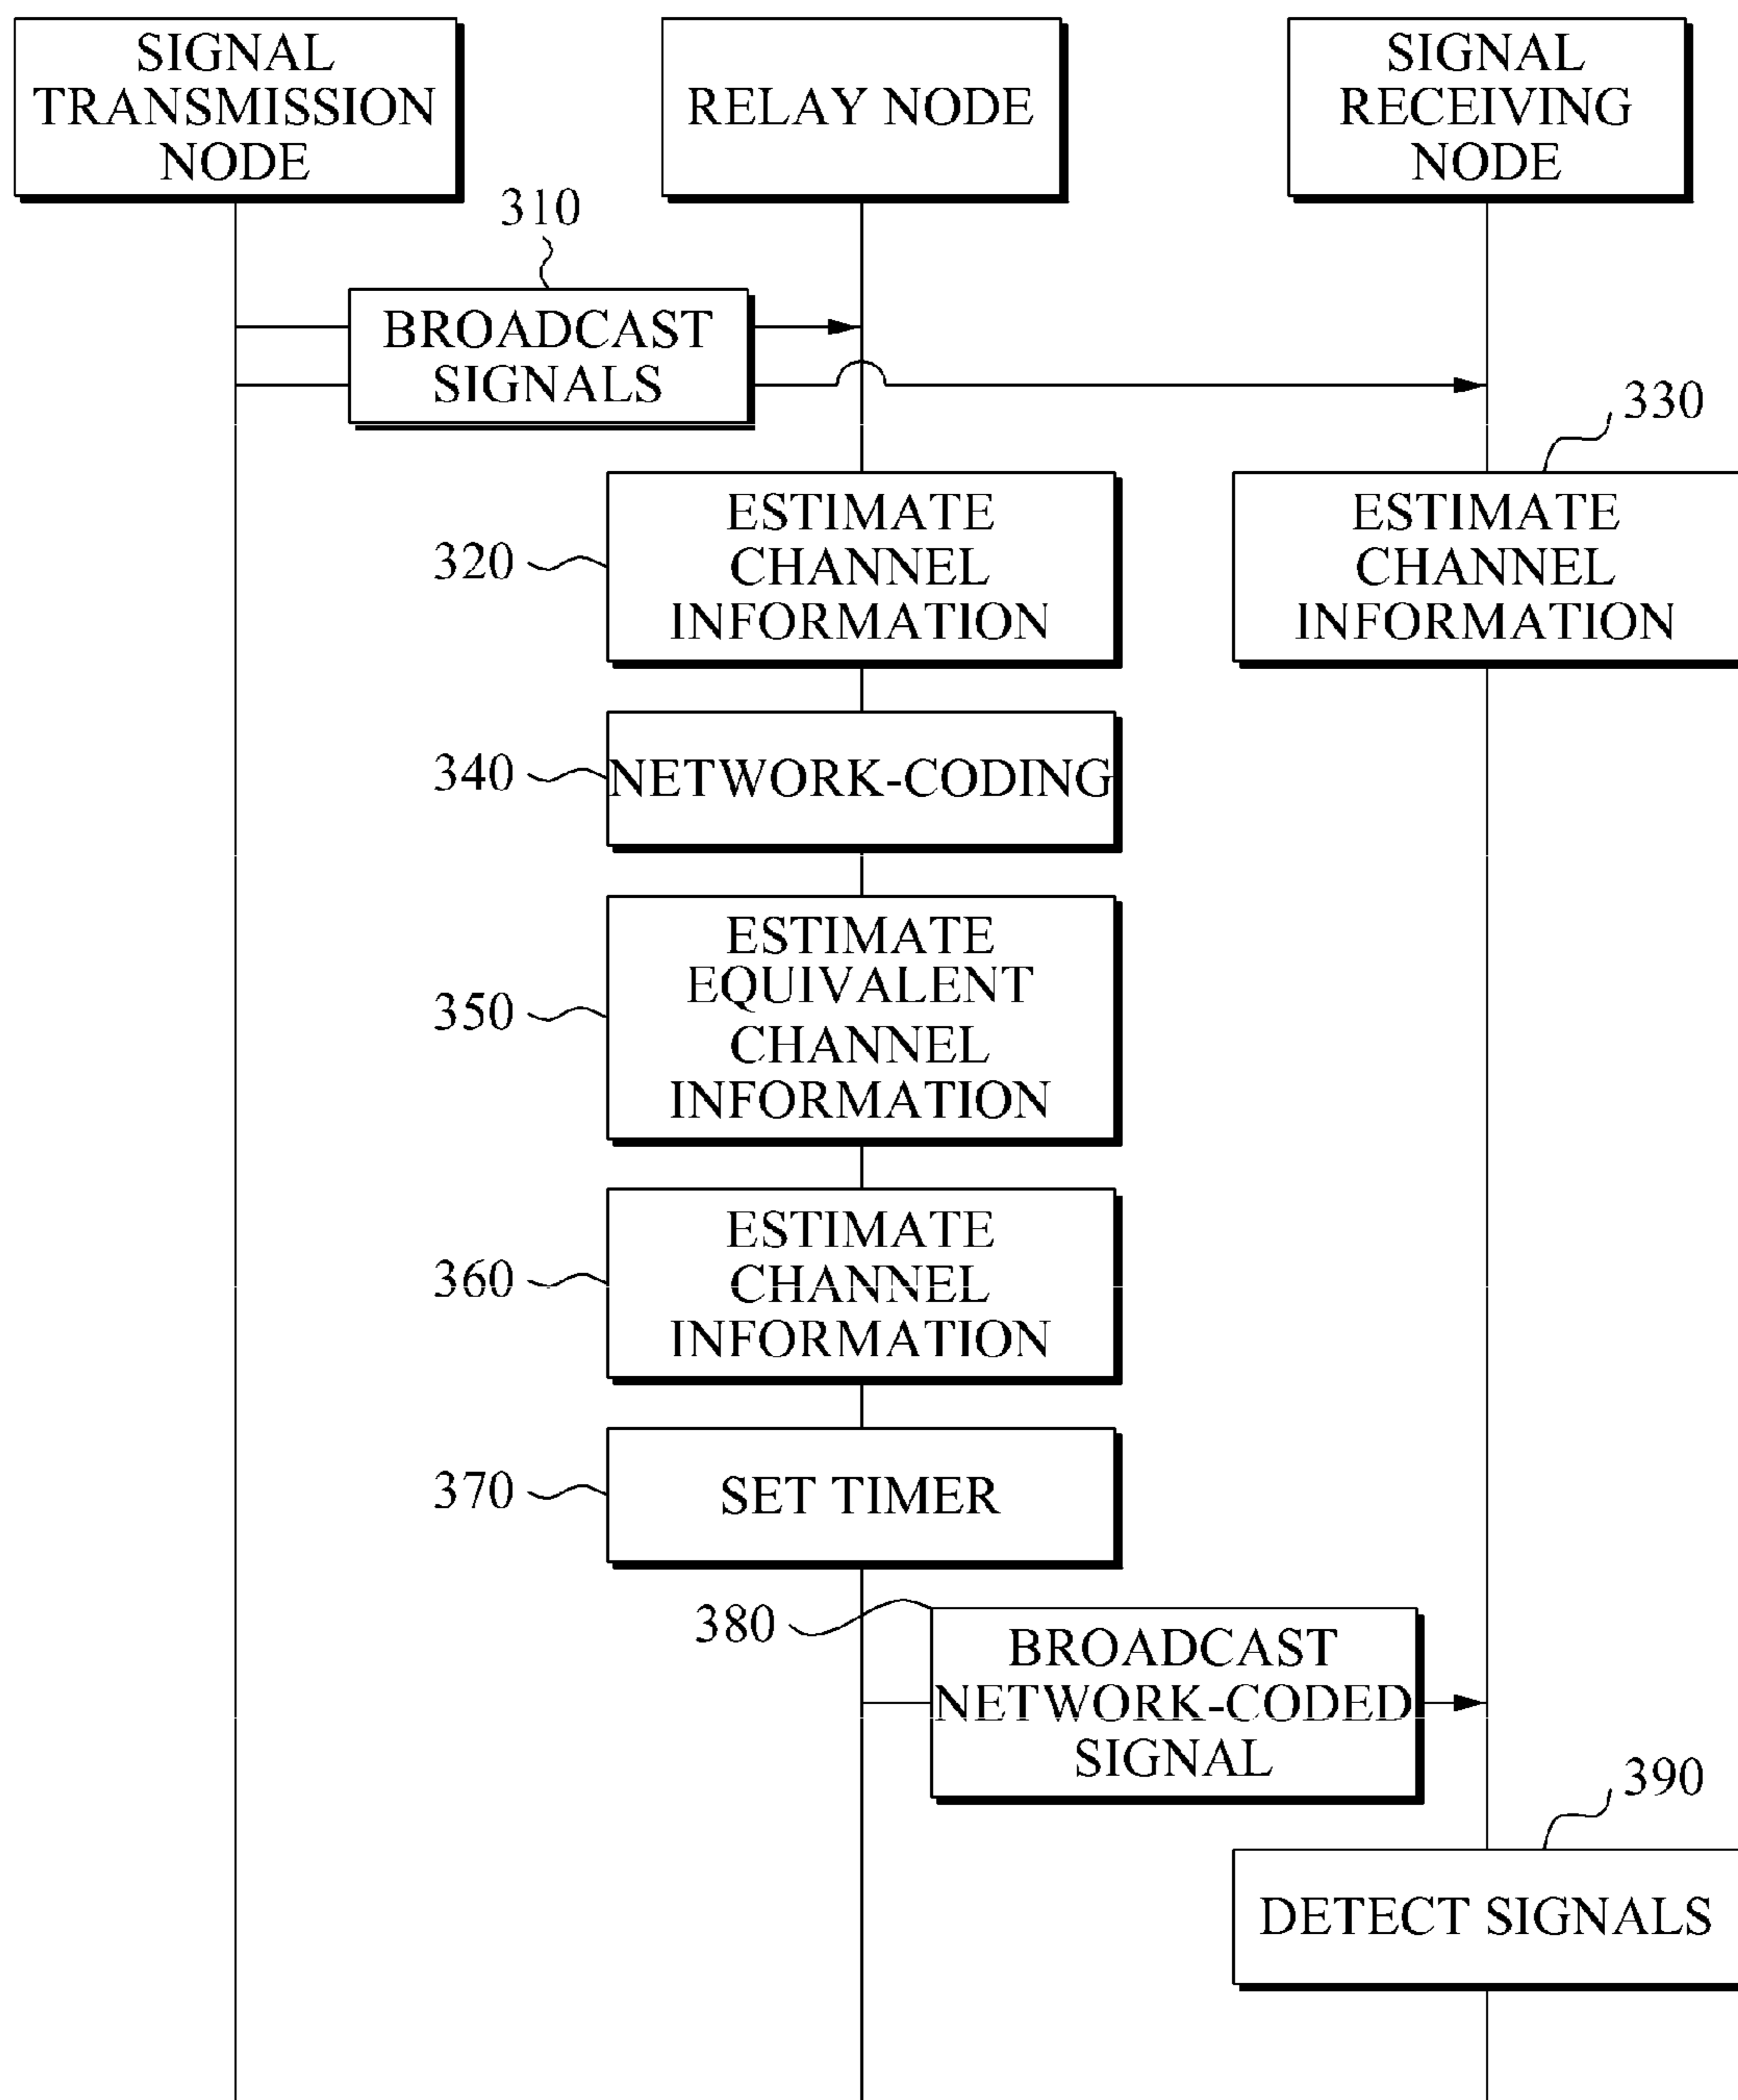 SIGNAL
TRANSMISSION
NODE
RELAY NODE
SIGNAL
RECEIVING
NODE
310
BROADCAST
SIGNALS
330
320
ESTIMATE
CHANNEL
INFORMATION
ESTIMATE
CHANNEL
INFORMATION
340
NETWORK-CODING
350
ESTIMATE
EQUIVALENT
CHANNEL
INFORMATION
360
ESTIMATE
CHANNEL
INFORMATION
370
SET TIMER
380
BROADCAST
NETWORK-CODED
SIGNAL
390
DETECT SIGNALS